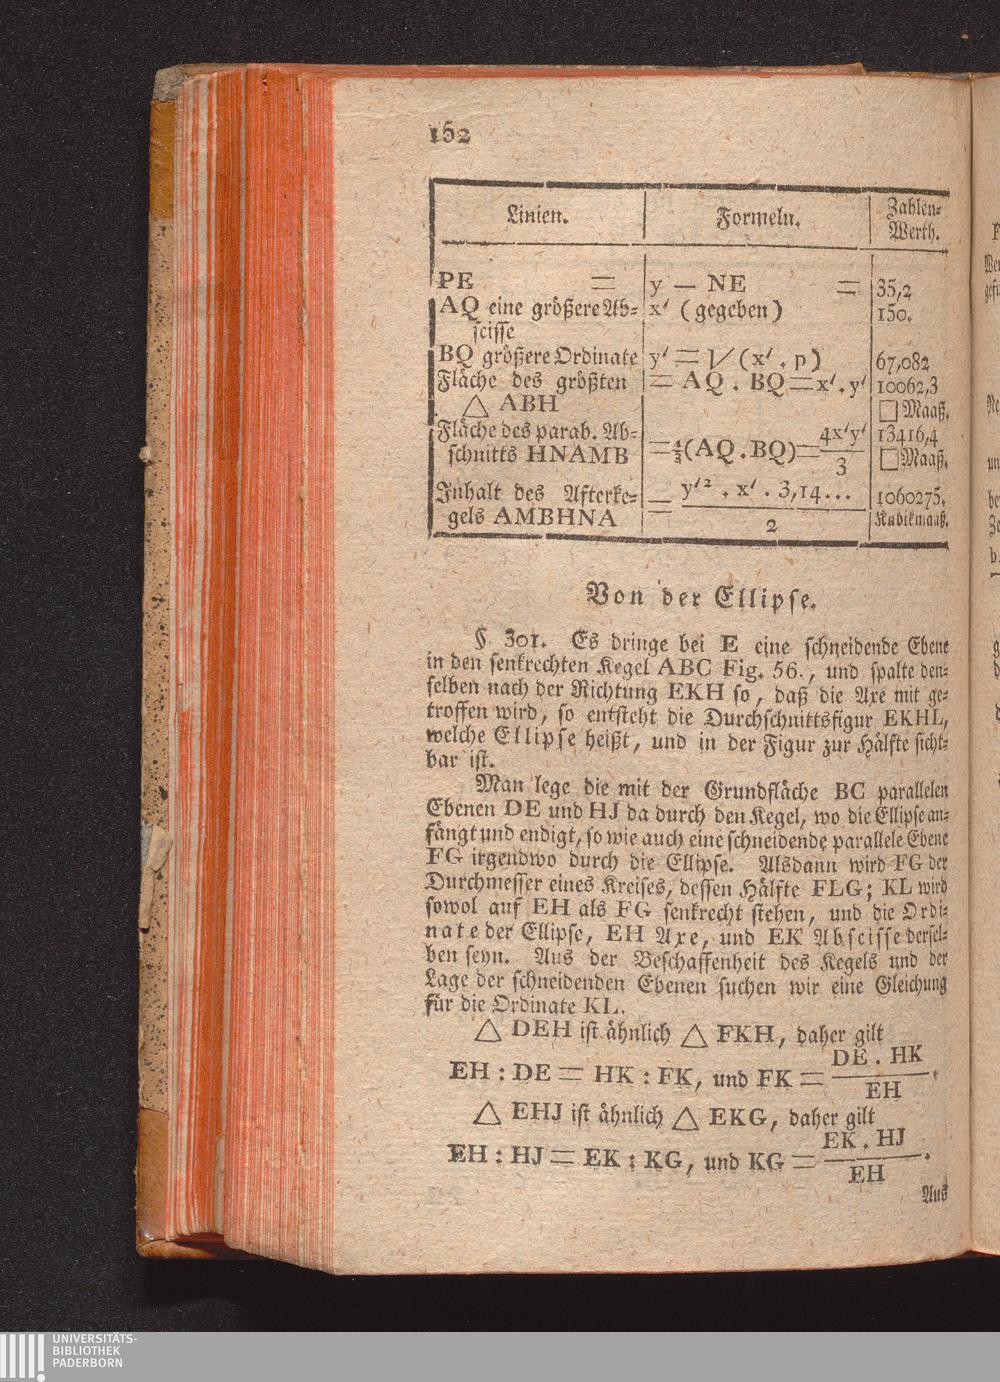 152
Linien. Formeln. Zahlen-
Werth.
PE = y — NE = 35,2
AQ eine größere Ab- x′ (gegeben) 150.
scisse
BQ größere Ordinate y′ = √(x′ . p) 67,082
Fläche des größten = AQ . BQ = x′.y′ 10062,3
△ ABH □ Maaß.
Fläche des parab. Ab- =4/3(AQ.BQ)=4x′y′/3 13416,4
schnitts HNAMB □Maaß.
Inhalt des Afterke- = y′² . x′ . 3,14.../2 1060275.
gels AMBHNA Kubikmaaß.
Von der Ellipse.
§. 301. Es dringe bei E eine schneidende Ebene
in den senkrechten Kegel ABC Fig. 56., und spalte den-
selben nach der Richtung EKH so, daß die Axe mit ge-
troffen wird, so entsteht die Durchschnittsfigur EKHL,
welche Ellipse heißt, und in der Figur zur Hälfte sicht-
bar ist.
Man lege die mit der Grundfläche BC parallelen
Ebenen DE und HJ da durch den Kegel, wo die Ellipse an-
fängt und endigt, so wie auch eine schneidende parallele Ebene
FG irgendwo durch die Ellipse. Alsdann wird FG der
Durchmesser eines Kreises, dessen Hälfte FLG; KL wird
sowol auf EH als FG senkrecht stehen, und die Ordi-
nate der Ellipse, EH Axe, und EK Abscisse dersel-
ben seyn. Aus der Beschaffenheit des Kegels und der
Lage der schneidenden Ebenen suchen wir eine Gleichung
für die Ordinate KL.
△ DEH ist ähnlich △ FKH, daher gilt
EH : DE = HK : FK, und FK = DE . HK/EH.
△ EHJ ist ähnlich △ EKG, daher gilt
EH : HJ = EK : KG, und KG = EK . HJ/EH.
Aus
UNIVERSITÄTS-
BIBLIOTHEK
PADERBORN